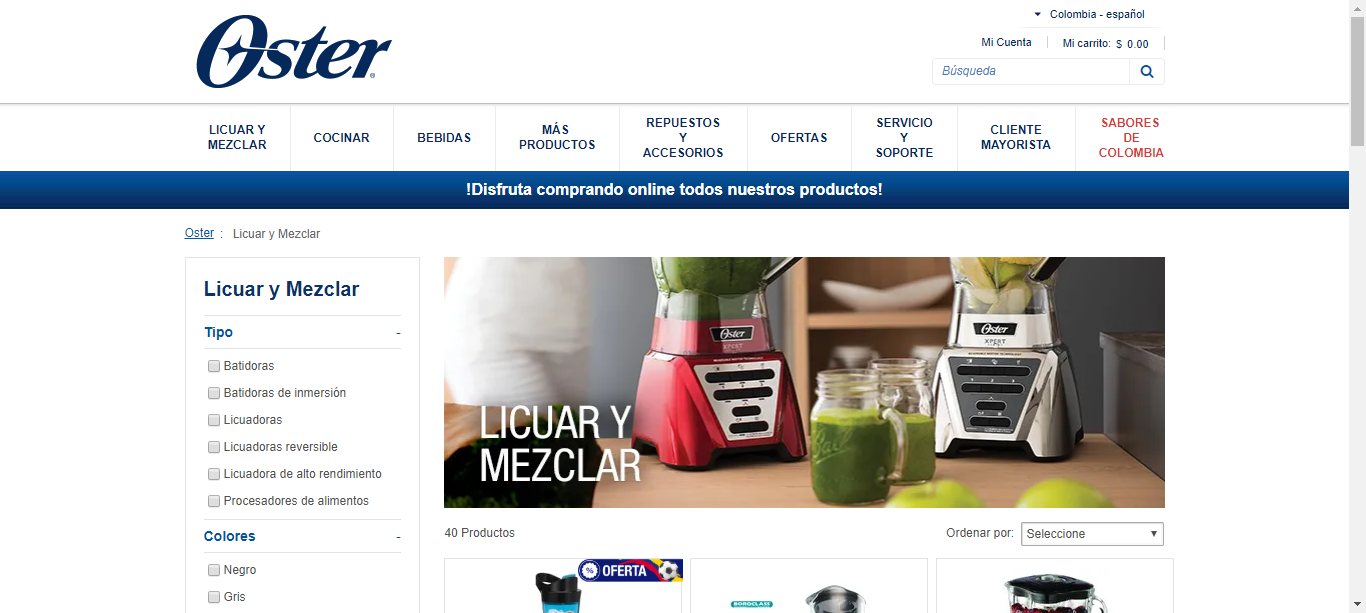 Colombia - español
Oster
Mi Cuenta
Mi carrito: $ 0.00
Búsqueda
LICUAR Y
MEZCLAR
COCINAR
BEBIDAS
MÁS
PRODUCTOS
REPUESTOS
Y
ACCESORIOS
OFERTAS
SERVICIO
Y
SOPORTE
CLIENTE
MAYORISTA
SABORES
DE
COLOMBIA
!Disfruta comprando online todos nuestros productos!
Oster : Licuar y Mezclar
Licuar y Mezclar
Tipo -
Batidoras
Batidoras de inmersión
Licuadoras
Licuadoras reversible
Licuadora de alto rendimiento
Procesadores de alimentos
Colores -
Negro
Gris
Oster
XPERT
Oster
XPERT
LICUAR Y
MEZCLAR
40 Productos
Ordenar por: Seleccione
% OFERTA
BOROCLASS